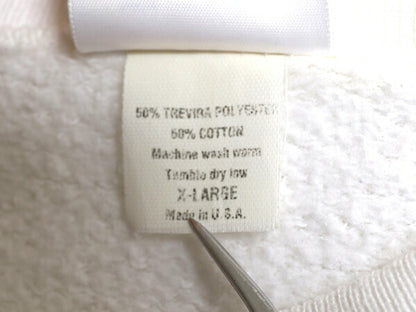 50% TREVIRA POLYESTER
50% COTTON
Machine wash warm
Tumble dry low
X-LARGE
Made in U.S.A.